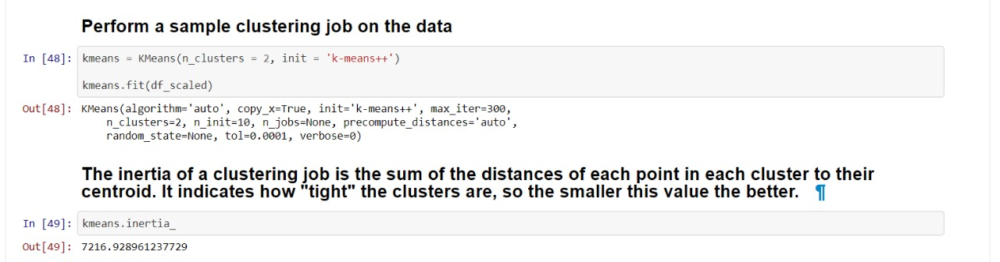 Perform a sample clustering job on the data
In [48]: kmeans = KMeans(n_clusters = 2, init = 'k-means++')
kmeans.fit(df_scaled)
Out[48]: KMeans(algorithm='auto', copy_x=True, init='k-means++', max_iter=300,
n_clusters=2, n_init=10, n_jobs=None, precompute_distances='auto',
random_state=None, tol=0.0001, verbose=0)
The inertia of a clustering job is the sum of the distances of each point in each cluster to their
centroid. It indicates how "tight" the clusters are, so the smaller this value the better. ¶
In [49]: kmeans.inertia_
Out[49]: 7216.928961237729